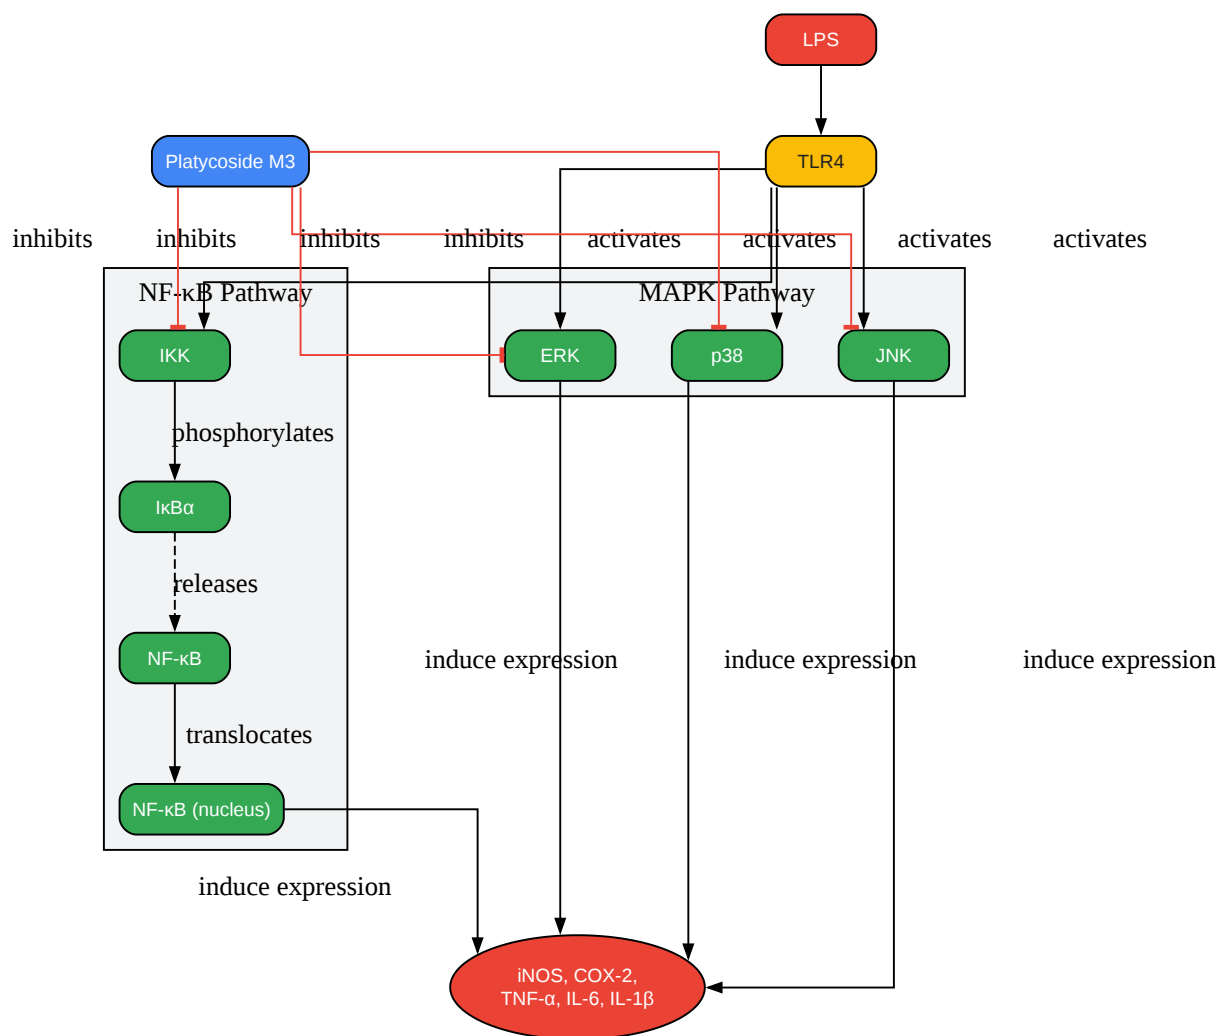 LPS
Platycoside M3
TLR4
inhibits
inhibits
inhibits
inhibits
activates
activates
activates
activates
NF-κB Pathway
MAPK Pathway
IKK
ERK
p38
JNK
phosphorylates
IκBα
releases
NF-κB
induce expression
induce expression
induce expression
translocates
NF-κB (nucleus)
induce expression
iNOS, COX-2,
TNF-α, IL-6, IL-1β